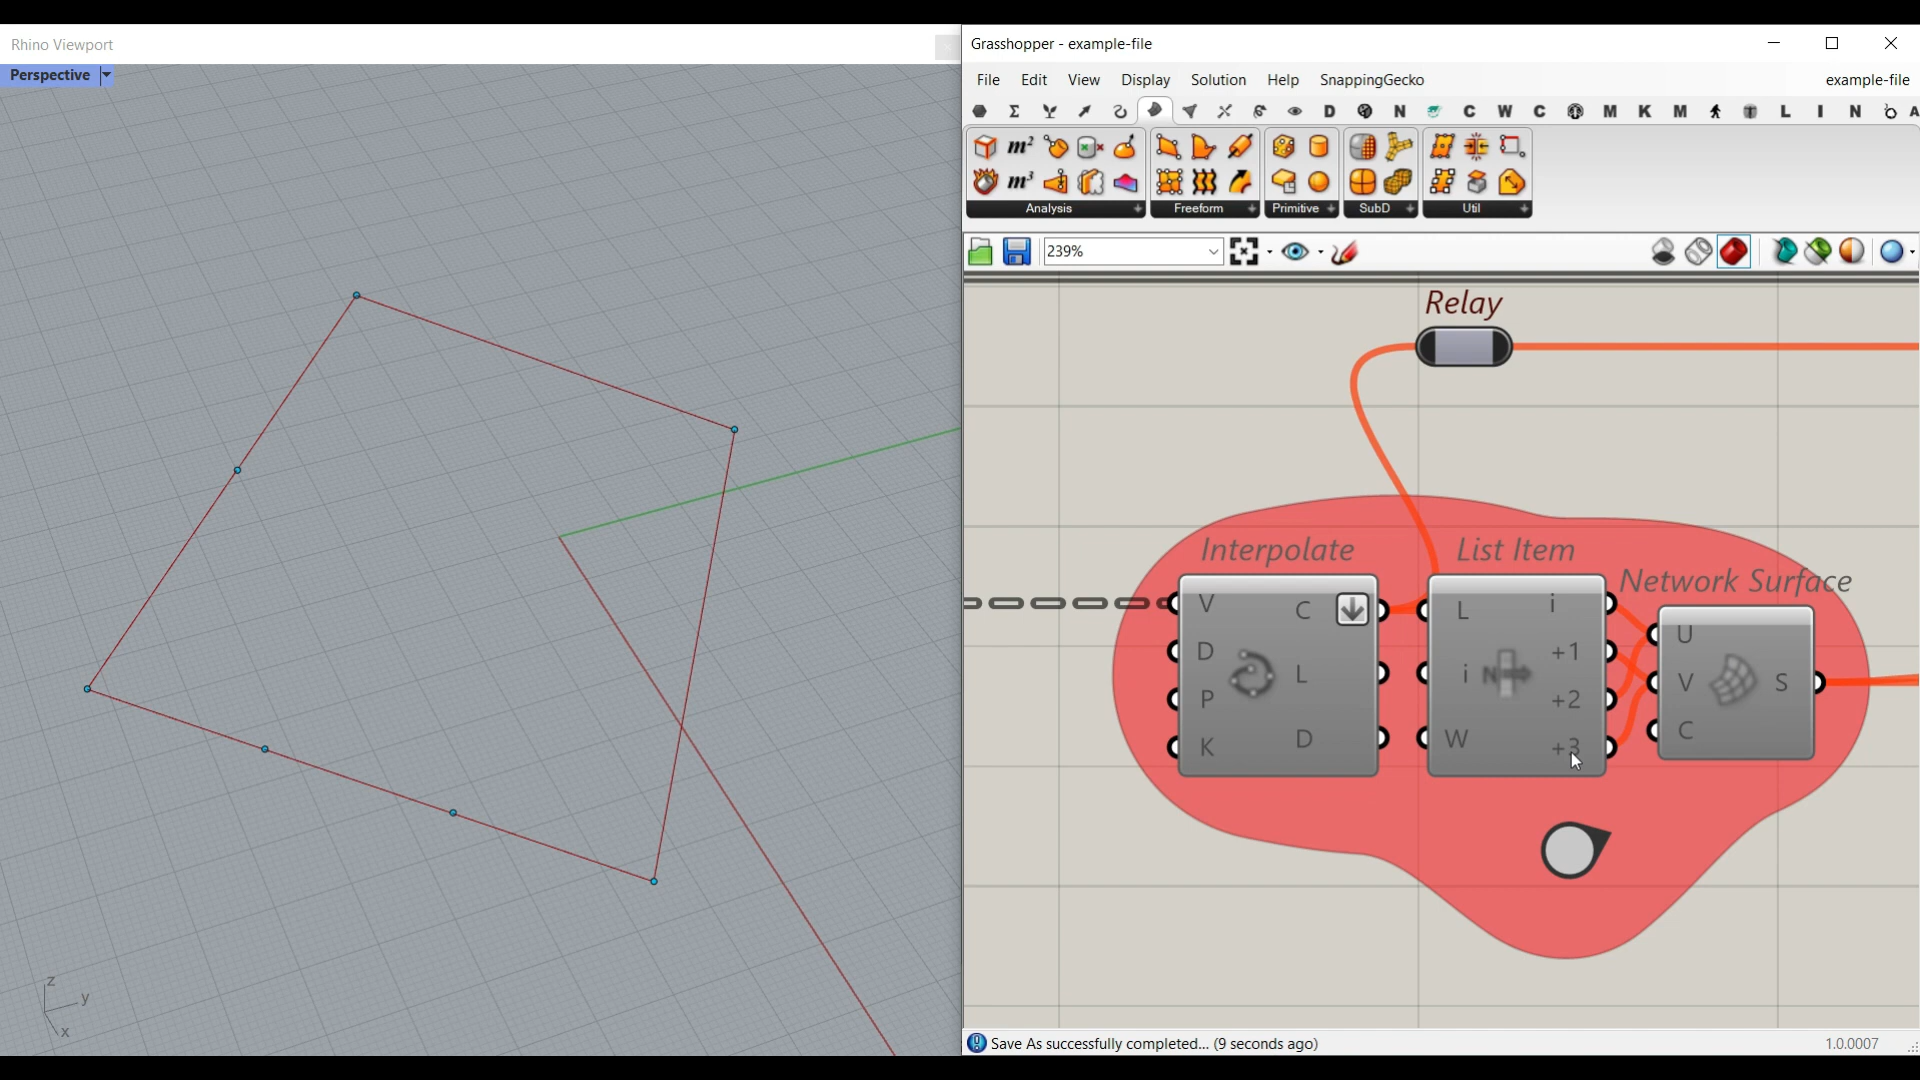 Rhino Viewport
Perspective
z
y
x
Grasshopper - example-file
File Edit View Display Solution Help SnappingGecko example-file
D N C W C M K M L I N A
m²
m³
Analysis Freeform Primitive SubD Util
239%
Relay
Interpolate List Item
Network Surface
V C L i
U
D +1
L i N V S
P +2
C
K D W +3
Save As successfully completed... (9 seconds ago) 1.0.0007